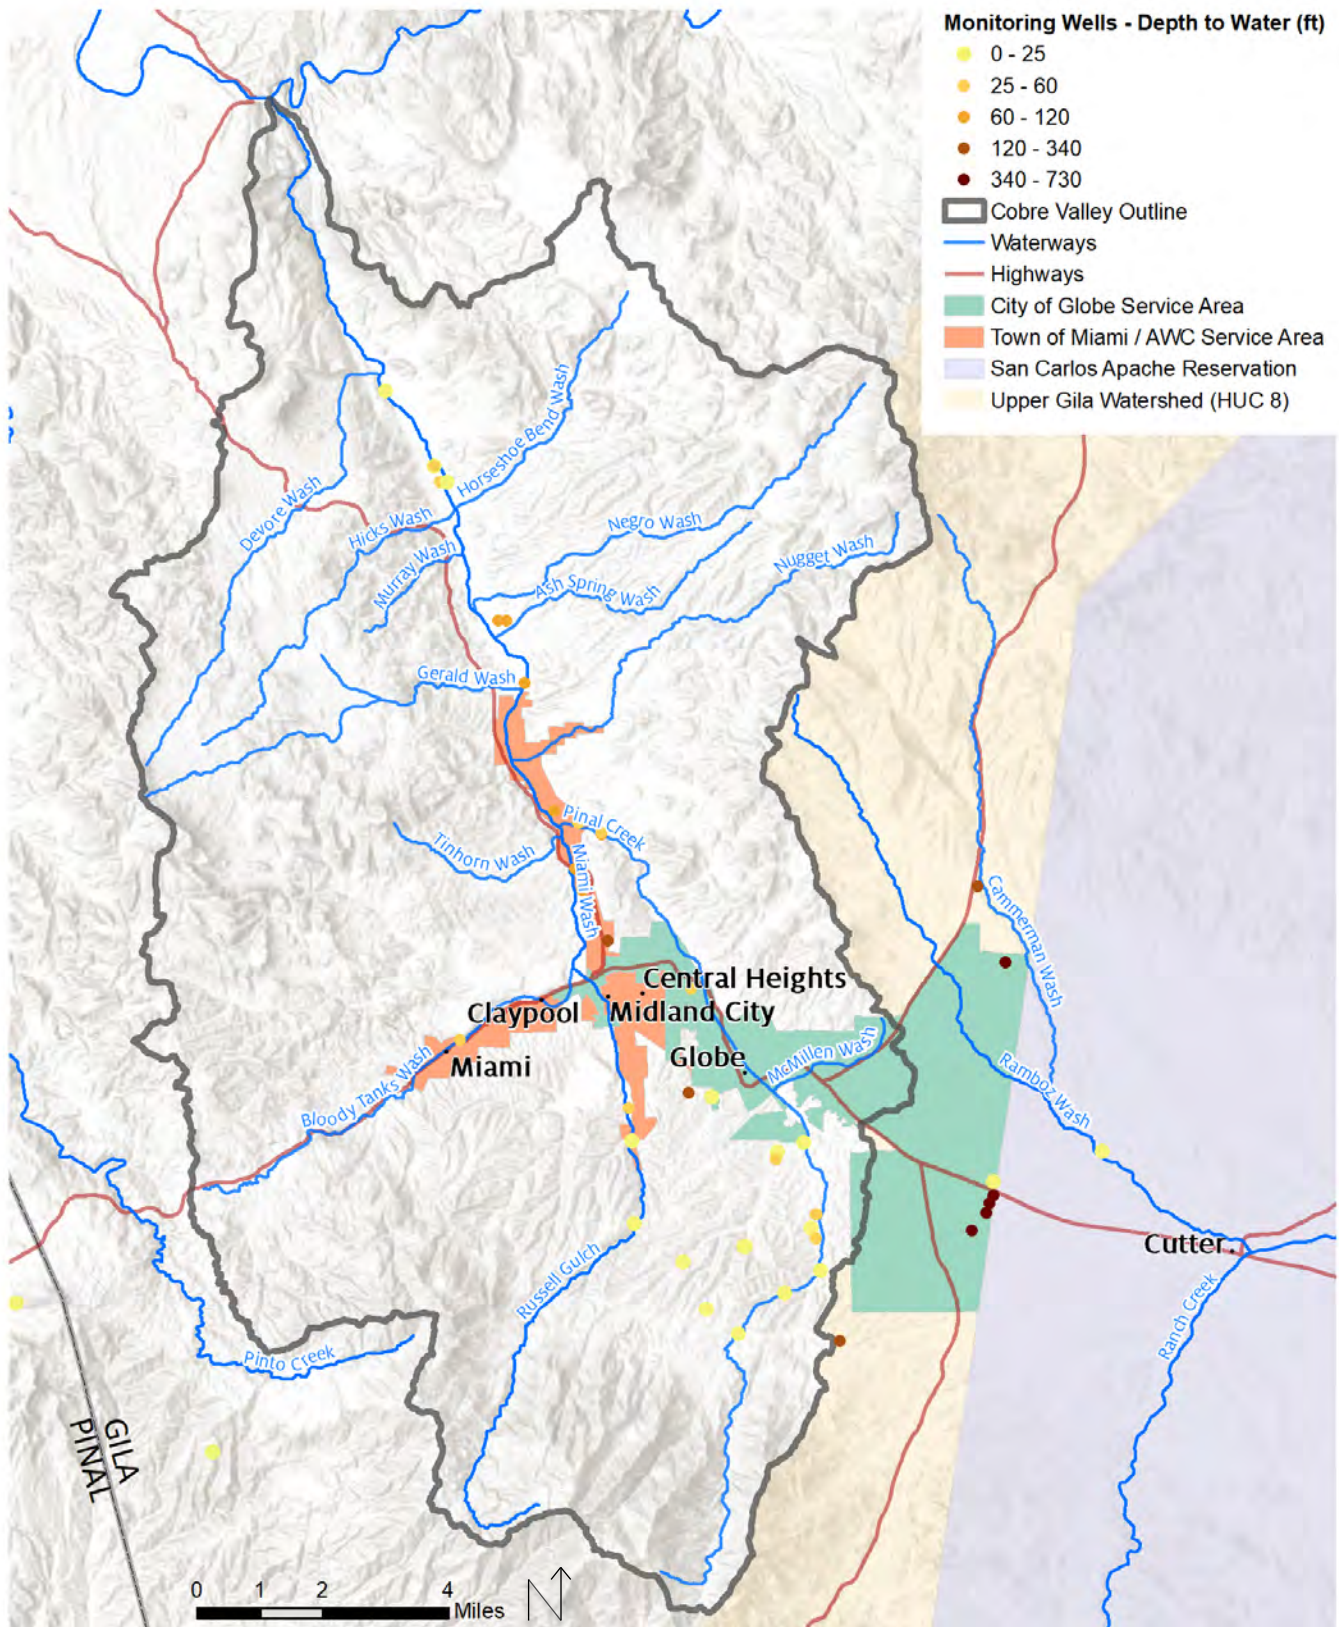 Monitoring Wells - Depth to Water (ft)
0 - 25
25 - 60
60 - 120
120 - 340
340 - 730
Cobre Valley Outline
Waterways
Highways
City of Globe Service Area
Town of Miami / AWC Service Area
San Carlos Apache Reservation
Upper Gila Watershed (HUC 8)
Horseshoe Bend Wash
Devore Wash
Hicks Wash
Negro Wash
Murray Wash
Nugget Wash
Ash Spring Wash
Gerald Wash
Pinal Creek
Tinhorn Wash
Miami Wash
Cammerman Wash
Central Heights
Claypool
Midland City
Globe
McMillen Wash
Miami
Bloody Tanks Wash
Ramboz Wash
Cutter
Russell Gulch
Ranch Creek
Pinto Creek
GILA
PINAL
0 1 2 4
Miles
N